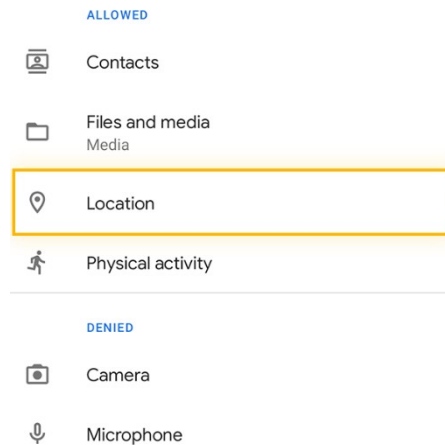 ALLOWED
Contacts
Files and media
Media
Location
Physical activity
DENIED
Camera
Microphone